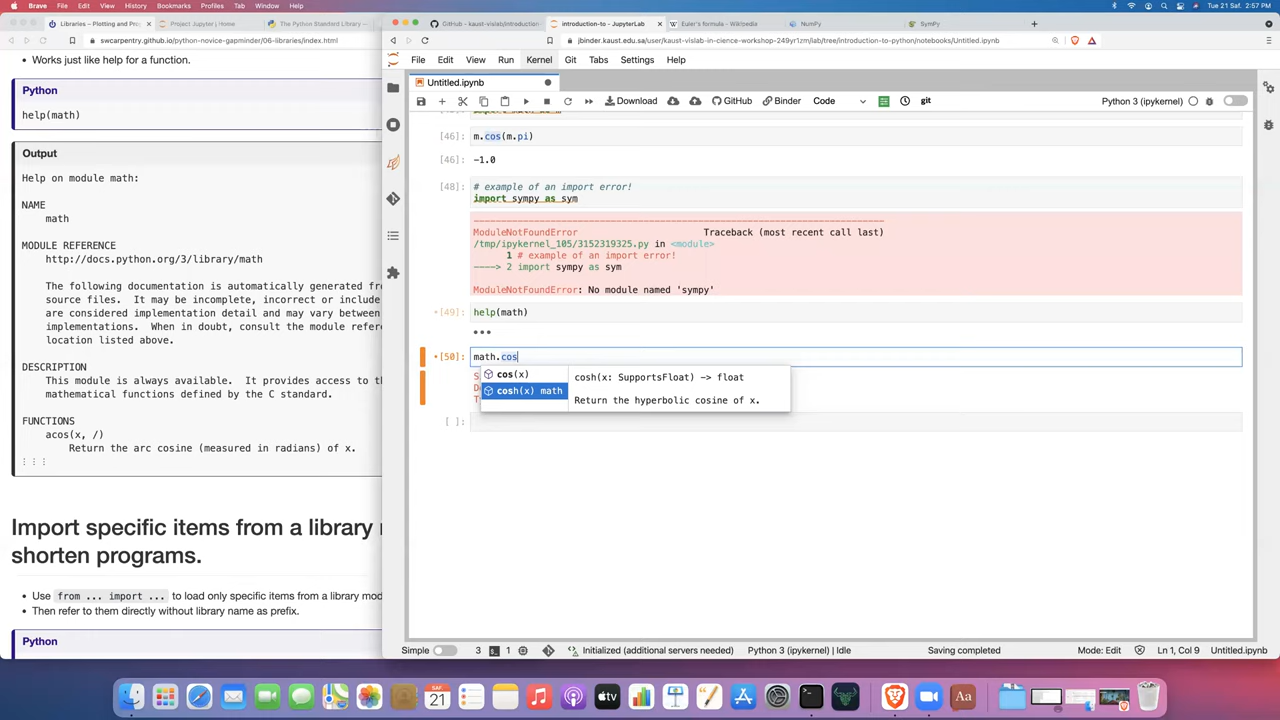 Brave File Edit View History Bookmarks Profiles Tab Window Help
Tue 21 Saf. 2:57 PM
Libraries – Plotting and Pro
Project Jupyter | Home
The Python Standard Library —
swcarpentry.github.io/python-novice-gapminder/06-libraries/index.html
• Works just like help for a function.
Python
help(math)
Output
Help on module math:
NAME
math
MODULE REFERENCE
http://docs.python.org/3/library/math
The following documentation is automatically generated fr
source files. It may be incomplete, incorrect or include
are considered implementation detail and may vary between
implementations. When in doubt, consult the module refere
location listed above.
DESCRIPTION
This module is always available. It provides access to th
mathematical functions defined by the C standard.
FUNCTIONS
acos(x, /)
Return the arc cosine (measured in radians) of x.
⋮ ⋮ ⋮
Import specific items from a library
shorten programs.
• Use from ... import ... to load only specific items from a library mod
• Then refer to them directly without library name as prefix.
Python
GitHub - kaust-vislab/introduction
introduction-to - JupyterLab
Euler's formula - Wikipedia
NumPy
SymPy
jbinder.kaust.edu.sa/user/kaust-vislab-in-cience-workshop-249yr1zm/lab/tree/introduction-to-python/notebooks/Untitled.ipynb
File Edit View Run Kernel Git Tabs Settings Help
Untitled.ipynb
Download GitHub Binder Code git Python 3 (ipykernel)
[46]: m.cos(m.pi)
[46]: -1.0
[48]: # example of an import error!
import sympy as sym
ModuleNotFoundError Traceback (most recent call last)
/tmp/ipykernel_105/3152319325.py in <module>
1 # example of an import error!
----> 2 import sympy as sym
ModuleNotFoundError: No module named 'sympy'
[49]: help(math)
•••
[50]: math.cos
cos(x)
cosh(x) math
cosh(x: SupportsFloat) -> float
Return the hyperbolic cosine of x.
[ ]:
Simple 3 1 Initialized (additional servers needed) Python 3 (ipykernel) | Idle Saving completed Mode: Edit Ln 1, Col 9 Untitled.ipynb
SAF
21
tv
Aa